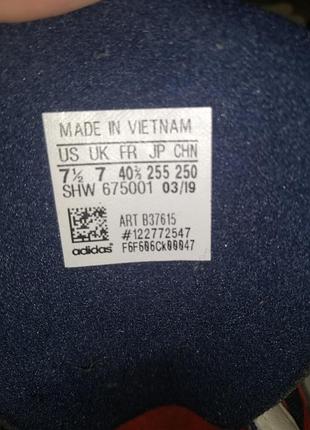 MADE IN VIETNAM
US UK FR JP CHN
7½ 7 40⅔ 255 250
SHW 675001 03/19
ART B37615
#122772547
adidas® F6F606Ck00047